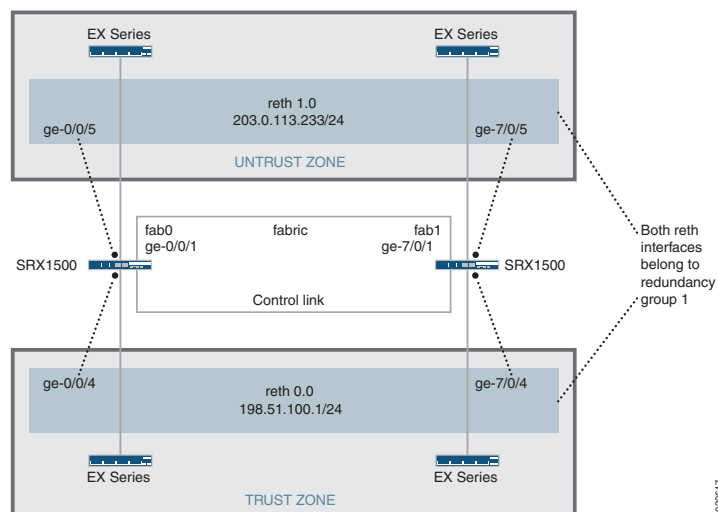 EX Series
EX Series
reth 1.0
203.0.113.233/24
ge-0/0/5
ge-7/0/5
UNTRUST ZONE
fab0
ge-0/0/1
fabric
fab1
ge-7/0/1
SRX1500
SRX1500
Control link
Both reth
interfaces
belong to
redundancy
group 1
ge-0/0/4
ge-7/0/4
reth 0.0
198.51.100.1/24
EX Series
EX Series
TRUST ZONE